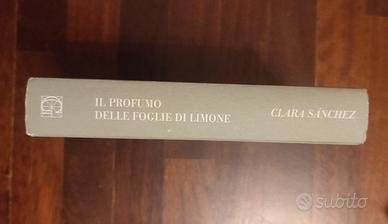 IL PROFUMO
DELLE FOGLIE DI LIMONE
CLARA SÁNCHEZ
subito